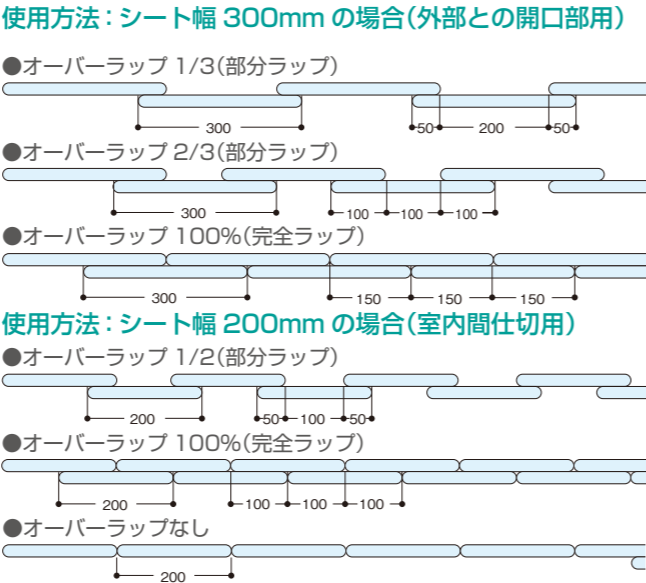 使用方法：シート幅 300mm の場合(外部との開口部用)
●オーバーラップ 1/3(部分ラップ)
300 50 200 50
●オーバーラップ 2/3(部分ラップ)
300 100 100 100
●オーバーラップ 100%(完全ラップ)
300 150 150 150
使用方法：シート幅 200mm の場合(室内間仕切用)
●オーバーラップ 1/2(部分ラップ)
200 50 100 50
●オーバーラップ 100%(完全ラップ)
200 100 100 100
●オーバーラップなし
200